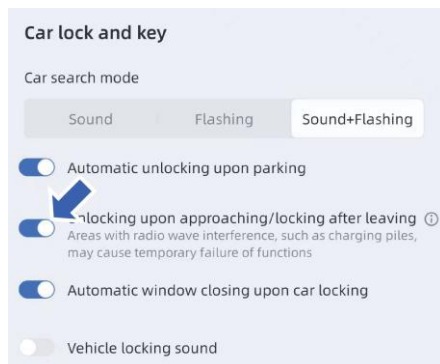 Car lock and key
Car search mode
Sound Flashing Sound+Flashing
Automatic unlocking upon parking
Unlocking upon approaching/locking after leaving
Areas with radio wave interference, such as charging piles,
may cause temporary failure of functions
Automatic window closing upon car locking
Vehicle locking sound